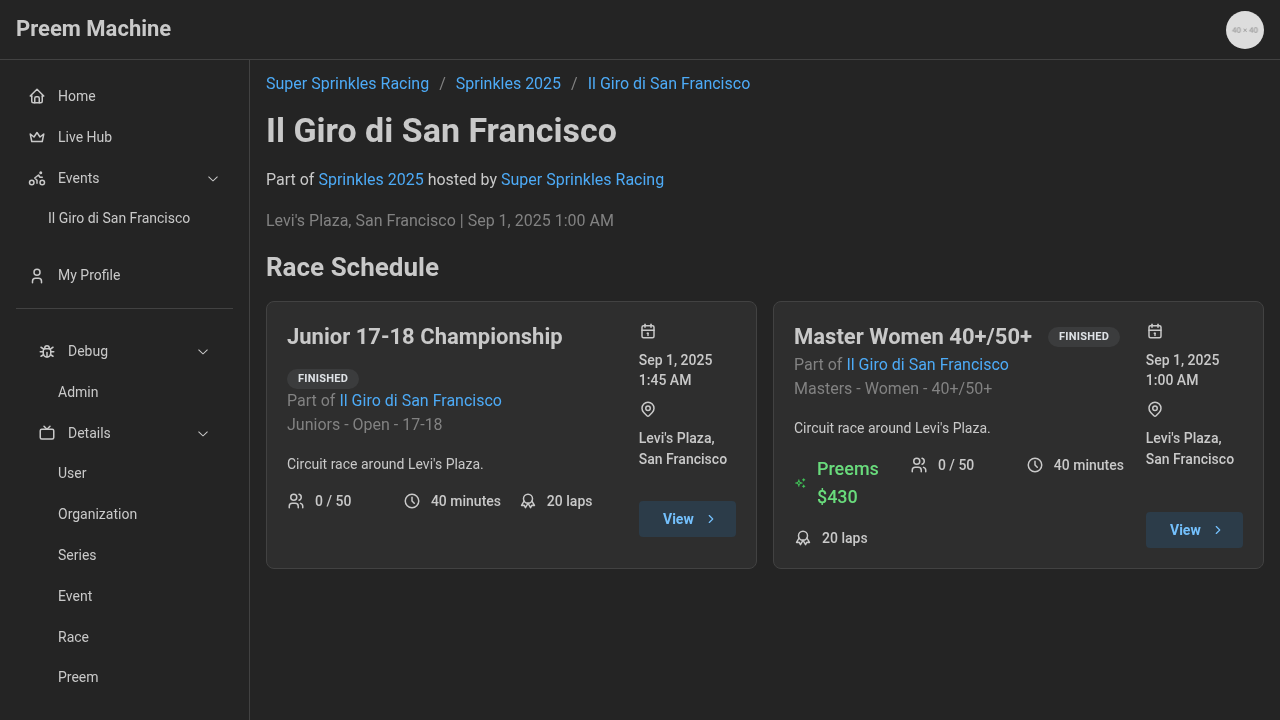 Preem Machine
40 × 40
Home
Live Hub
Events
Il Giro di San Francisco
My Profile
Debug
Admin
Details
User
Organization
Series
Event
Race
Preem
Super Sprinkles Racing / Sprinkles 2025 / Il Giro di San Francisco
Il Giro di San Francisco
Part of Sprinkles 2025 hosted by Super Sprinkles Racing
Levi's Plaza, San Francisco | Sep 1, 2025 1:00 AM
Race Schedule
Junior 17-18 Championship
FINISHED
Part of Il Giro di San Francisco
Juniors - Open - 17-18
Circuit race around Levi's Plaza.
0 / 50
40 minutes
20 laps
Sep 1, 2025
1:45 AM
Levi's Plaza,
San Francisco
View
Master Women 40+/50+
FINISHED
Part of Il Giro di San Francisco
Masters - Women - 40+/50+
Circuit race around Levi's Plaza.
Preems
$430
0 / 50
40 minutes
20 laps
Sep 1, 2025
1:00 AM
Levi's Plaza,
San Francisco
View